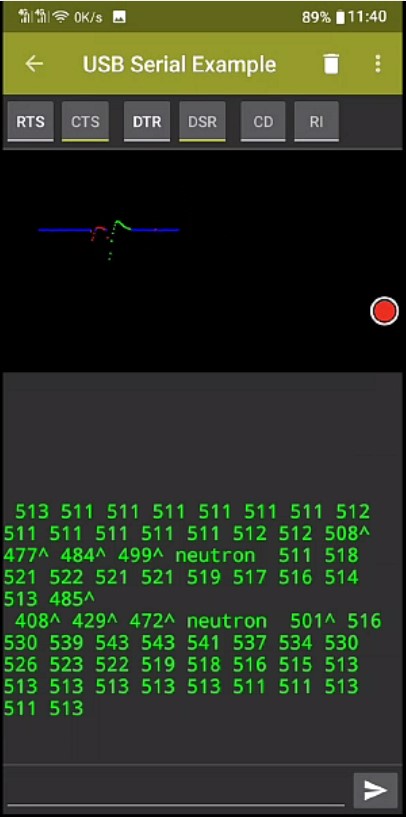 0K/s 89% 11:40
USB Serial Example
RTS CTS DTR DSR CD RI
513 511 511 511 511 511 511 512
511 511 511 511 511 512 512 508^
477^ 484^ 499^ neutron 511 518
521 522 521 521 519 517 516 514
513 485^
408^ 429^ 472^ neutron 501^ 516
530 539 543 543 541 537 534 530
526 523 522 519 518 516 515 513
513 513 513 513 513 511 511 513
511 513